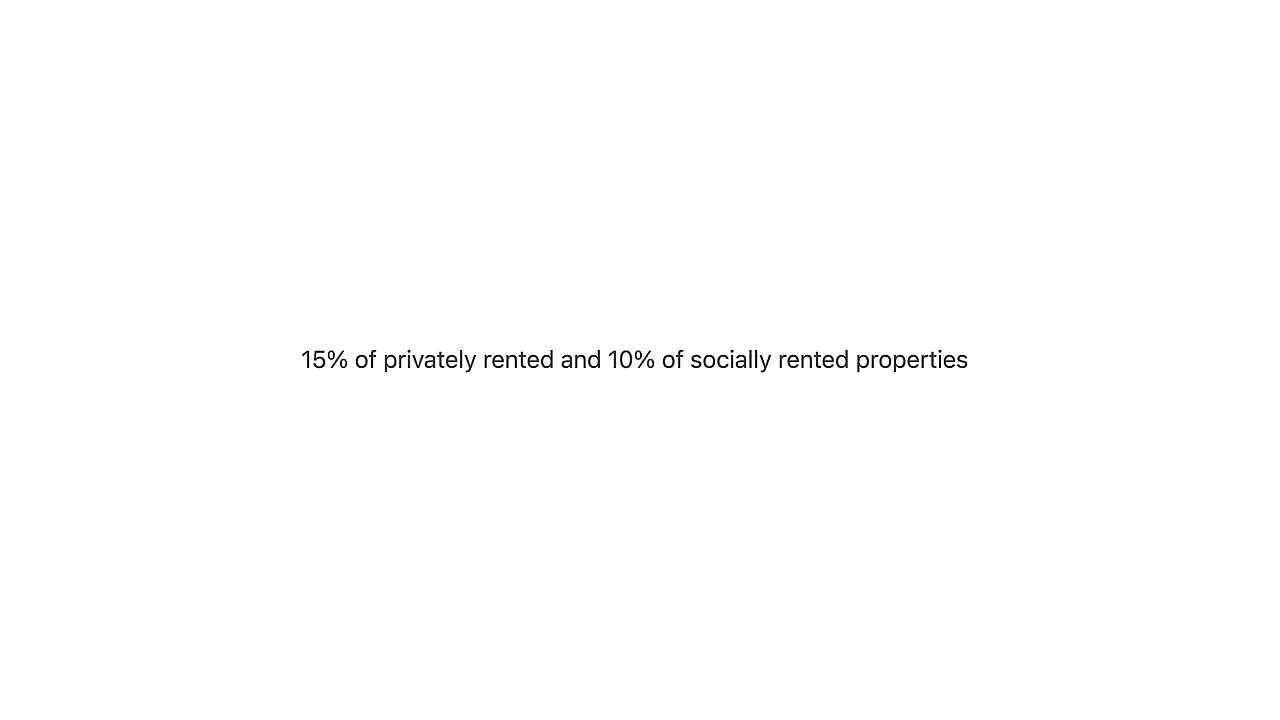 15% of privately rented and 10% of socially rented properties